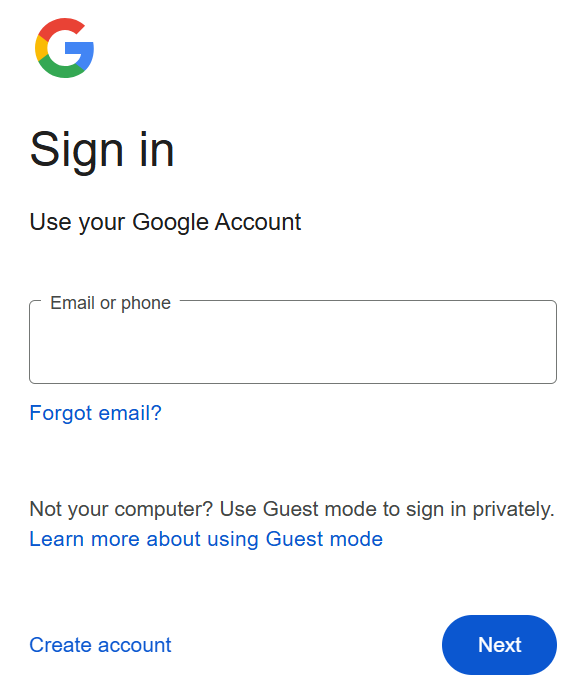 Sign in
Use your Google Account
Email or phone
Forgot email?
Not your computer? Use Guest mode to sign in privately.
Learn more about using Guest mode
Create account
Next